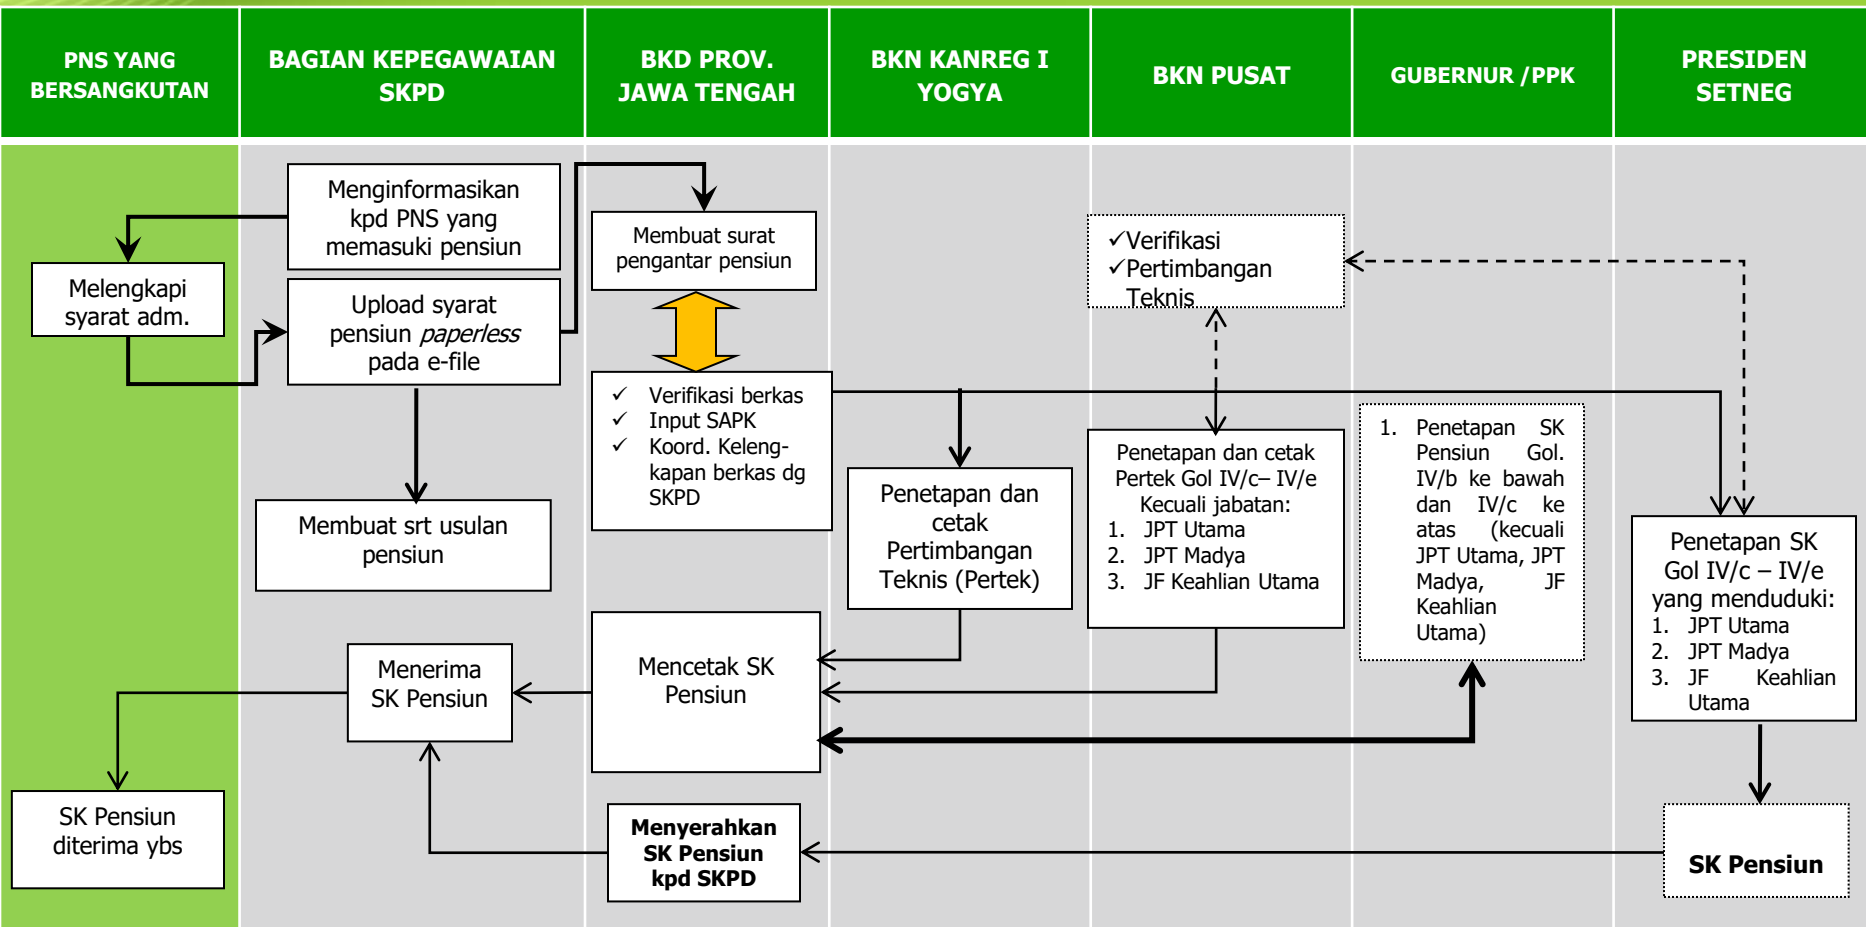 PNS YANG
BERSANGKUTAN
BAGIAN KEPEGAWAIAN
SKPD
BKD PROV.
JAWA TENGAH
BKN KANREG I
YOGYA
BKN PUSAT
GUBERNUR /PPK
PRESIDEN
SETNEG
Menginformasikan
kpd PNS yang
memasuki pensiun
Melengkapi
syarat adm.
Upload syarat
pensiun paperless
pada e-file
Membuat srt usulan
pensiun
Membuat surat
pengantar pensiun
✓ Verifikasi berkas
✓ Input SAPK
✓ Koord. Keleng-
kapan berkas dg
SKPD
Penetapan dan
cetak
Pertimbangan
Teknis (Pertek)
✓Verifikasi
✓Pertimbangan
Teknis
Penetapan dan cetak
Pertek Gol IV/c– IV/e
Kecuali jabatan:
1. JPT Utama
2. JPT Madya
3. JF Keahlian Utama
1. Penetapan SK
Pensiun Gol.
IV/b ke bawah
dan IV/c ke
atas (kecuali
JPT Utama, JPT
Madya, JF
Keahlian
Utama)
Penetapan SK
Gol IV/c – IV/e
yang menduduki:
1. JPT Utama
2. JPT Madya
3. JF Keahlian
Utama
Mencetak SK
Pensiun
Menerima
SK Pensiun
SK Pensiun
diterima ybs
Menyerahkan
SK Pensiun
kpd SKPD
SK Pensiun